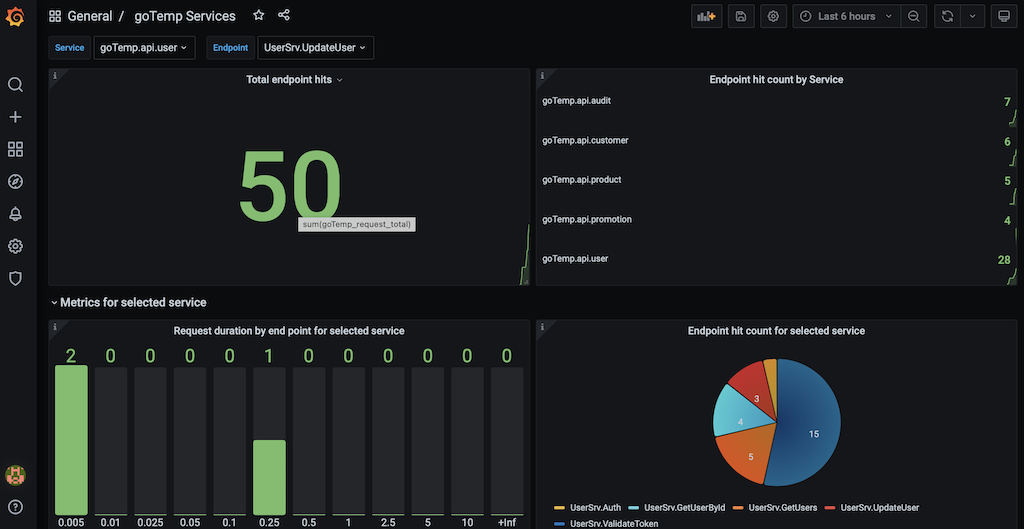 General / goTemp Services
Last 6 hours
Service goTemp.api.user Endpoint UserSrv.UpdateUser
Total endpoint hits
50
sum(goTemp_request_total)
Endpoint hit count by Service
goTemp.api.audit 7
goTemp.api.customer 6
goTemp.api.product 5
goTemp.api.promotion 4
goTemp.api.user 28
Metrics for selected service
Request duration by end point for selected service
2 0 0 0 0 1 0 0 0 0 0 0
0.005 0.01 0.025 0.05 0.1 0.25 0.5 1 2.5 5 10 +Inf
Endpoint hit count for selected service
3
4
15
5
UserSrv.Auth UserSrv.GetUserById UserSrv.GetUsers UserSrv.UpdateUser
UserSrv.ValidateToken